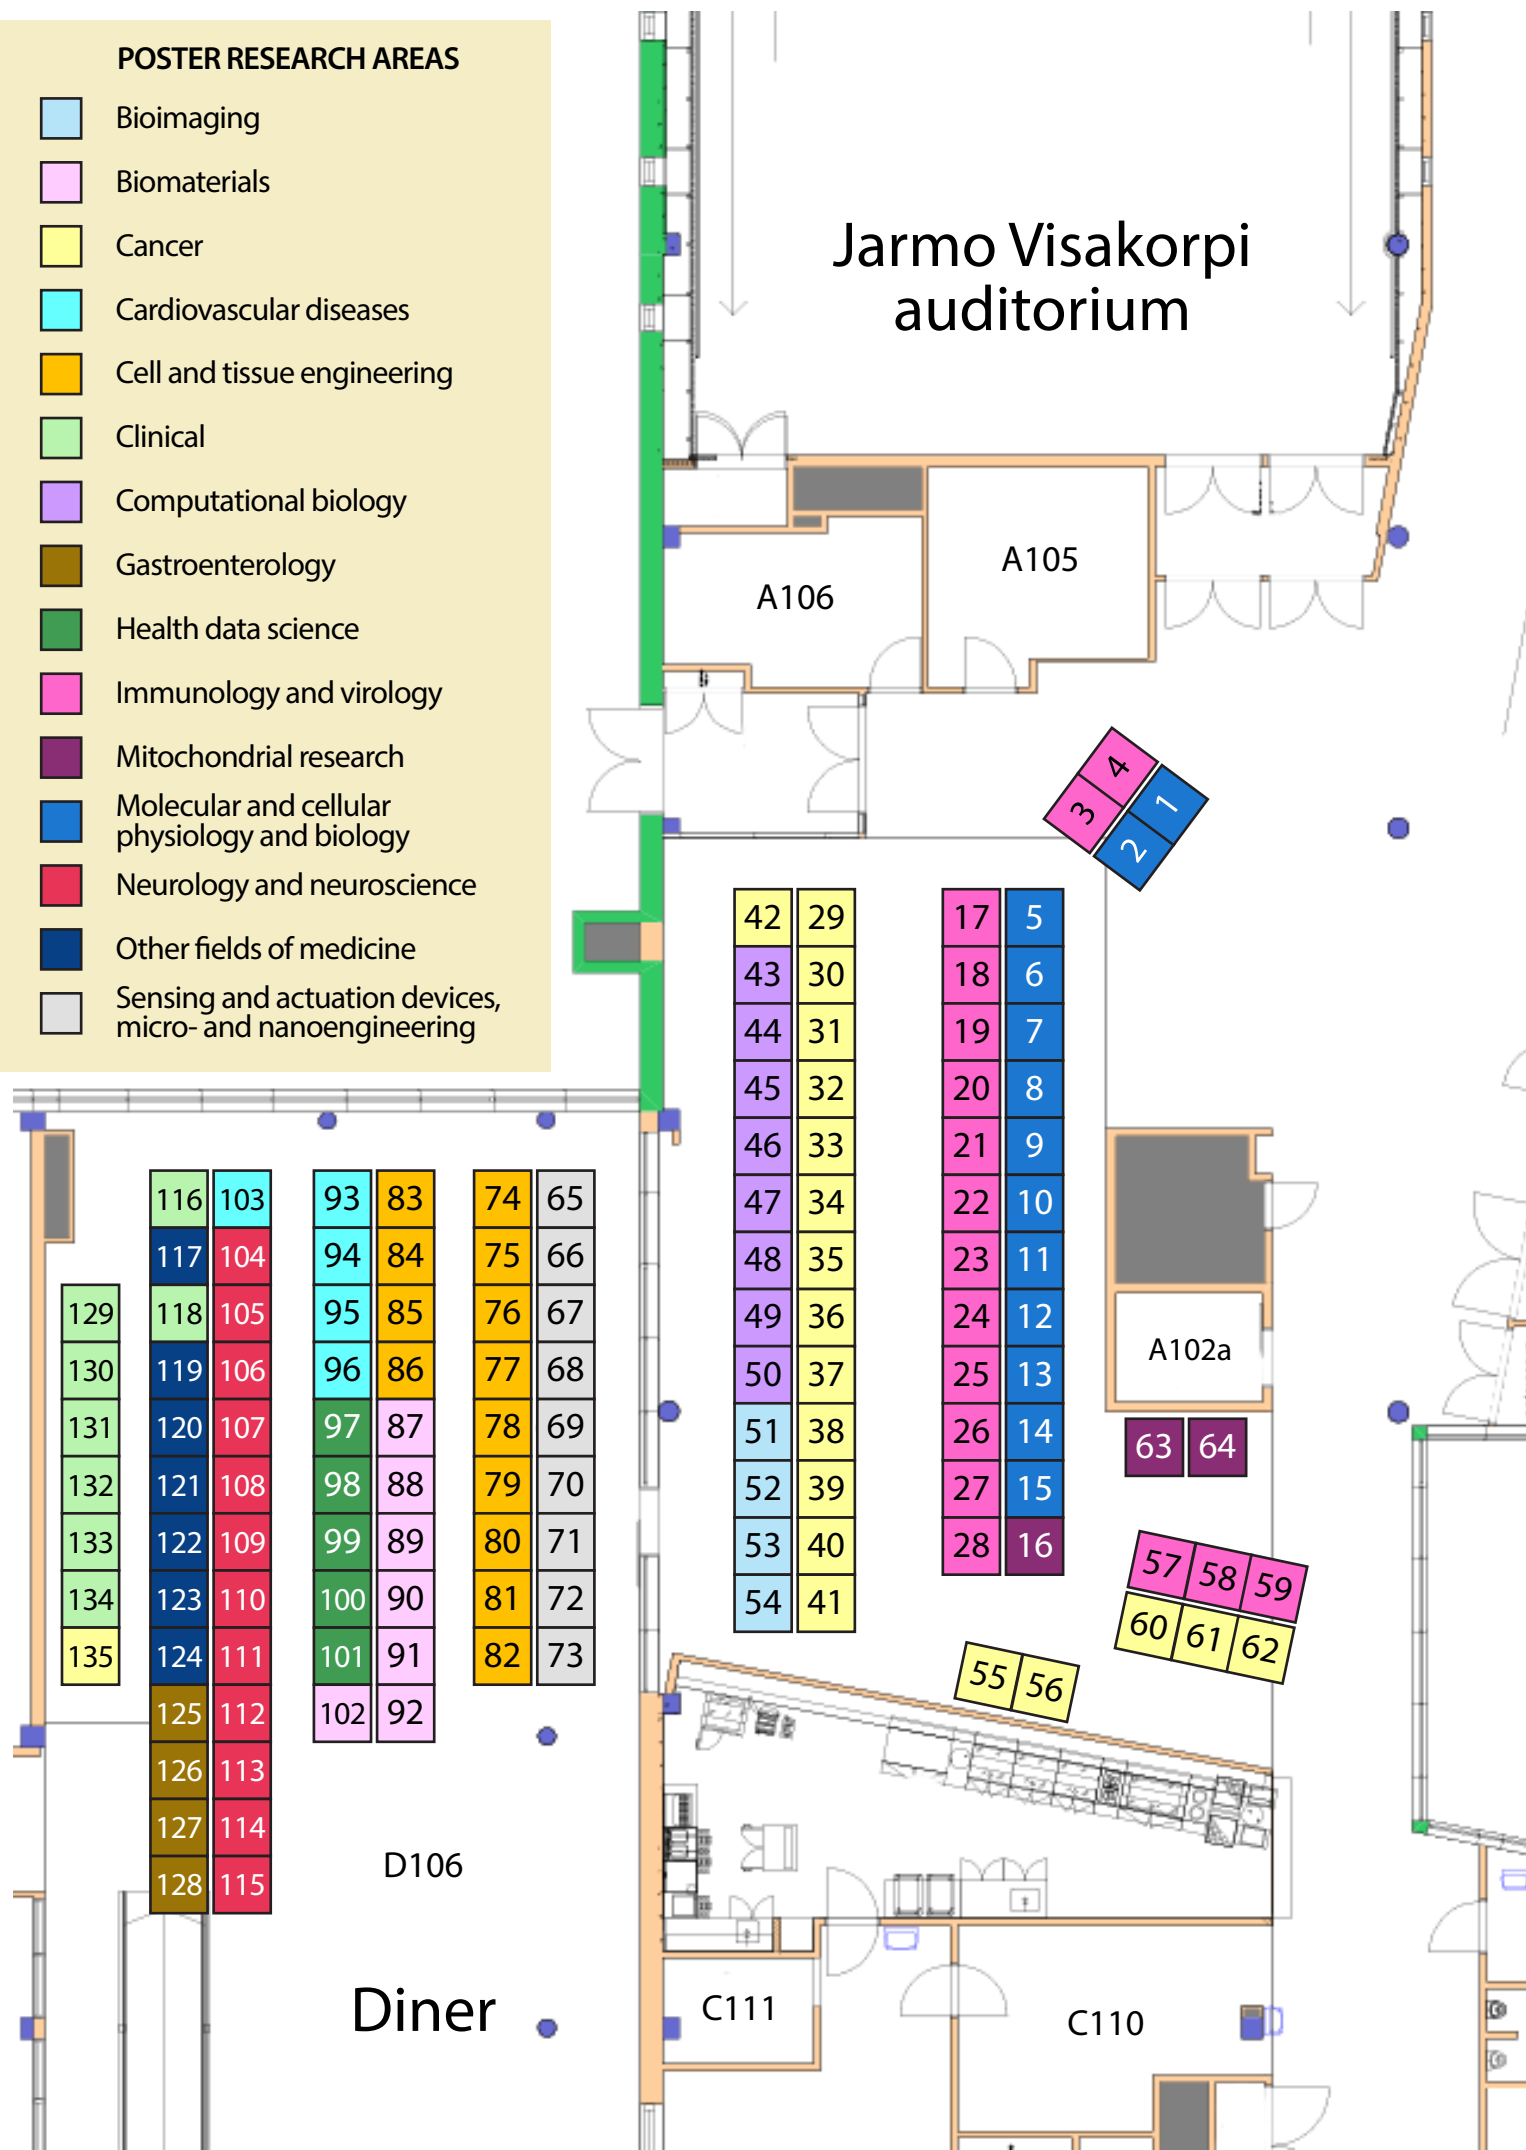 POSTER RESEARCH AREAS
Bioimaging
Biomaterials
Cancer
Cardiovascular diseases
Cell and tissue engineering
Clinical
Computational biology
Gastroenterology
Health data science
Immunology and virology
Mitochondrial research
Molecular and cellular
physiology and biology
Neurology and neuroscience
Other fields of medicine
Sensing and actuation devices,
micro- and nanoengineering
Jarmo Visakorpi
auditorium
A105
A106
4 1
3 2
42 29 17 5
43 30 18 6
44 31 19 7
45 32 20 8
46 33 21 9
47 34 22 10
48 35 23 11
49 36 24 12
50 37 25 13
51 38 26 14
52 39 27 15
53 40 28 16
54 41
A102a
63 64
57 58 59
60 61 62
55 56
116 103 93 83 74 65
117 104 94 84 75 66
129 118 105 95 85 76 67
130 119 106 96 86 77 68
131 120 107 97 87 78 69
132 121 108 98 88 79 70
133 122 109 99 89 80 71
134 123 110 100 90 81 72
135 124 111 101 91 82 73
125 112 102 92
126 113
127 114
128 115
D106
Diner
C111
C110